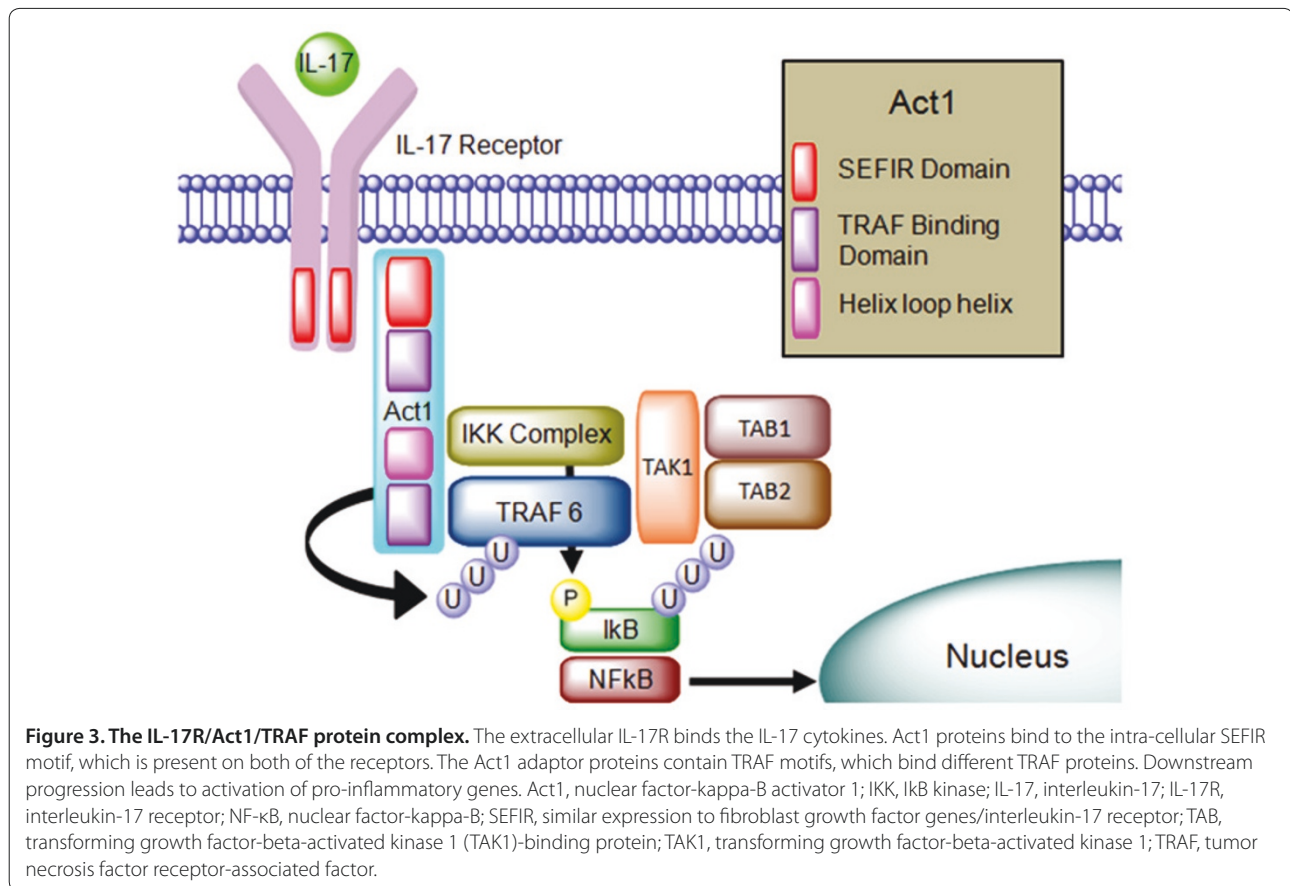 IL-17
IL-17 Receptor
Act1
SEFIR Domain
TRAF Binding
Domain
Helix loop helix
Act1
IKK Complex
TRAF 6
TAK1
TAB1
TAB2
U
U
U
U
U
U
P
IkB
NFkB
Nucleus
Figure 3. The IL-17R/Act1/TRAF protein complex. The extracellular IL-17R binds the IL-17 cytokines. Act1 proteins bind to the intra-cellular SEFIR
motif, which is present on both of the receptors. The Act1 adaptor proteins contain TRAF motifs, which bind different TRAF proteins. Downstream
progression leads to activation of pro-inflammatory genes. Act1, nuclear factor-kappa-B activator 1; IKK, IkB kinase; IL-17, interleukin-17; IL-17R,
interleukin-17 receptor; NF-κB, nuclear factor-kappa-B; SEFIR, similar expression to fibroblast growth factor genes/interleukin-17 receptor; TAB,
transforming growth factor-beta-activated kinase 1 (TAK1)-binding protein; TAK1, transforming growth factor-beta-activated kinase 1; TRAF, tumor
necrosis factor receptor-associated factor.